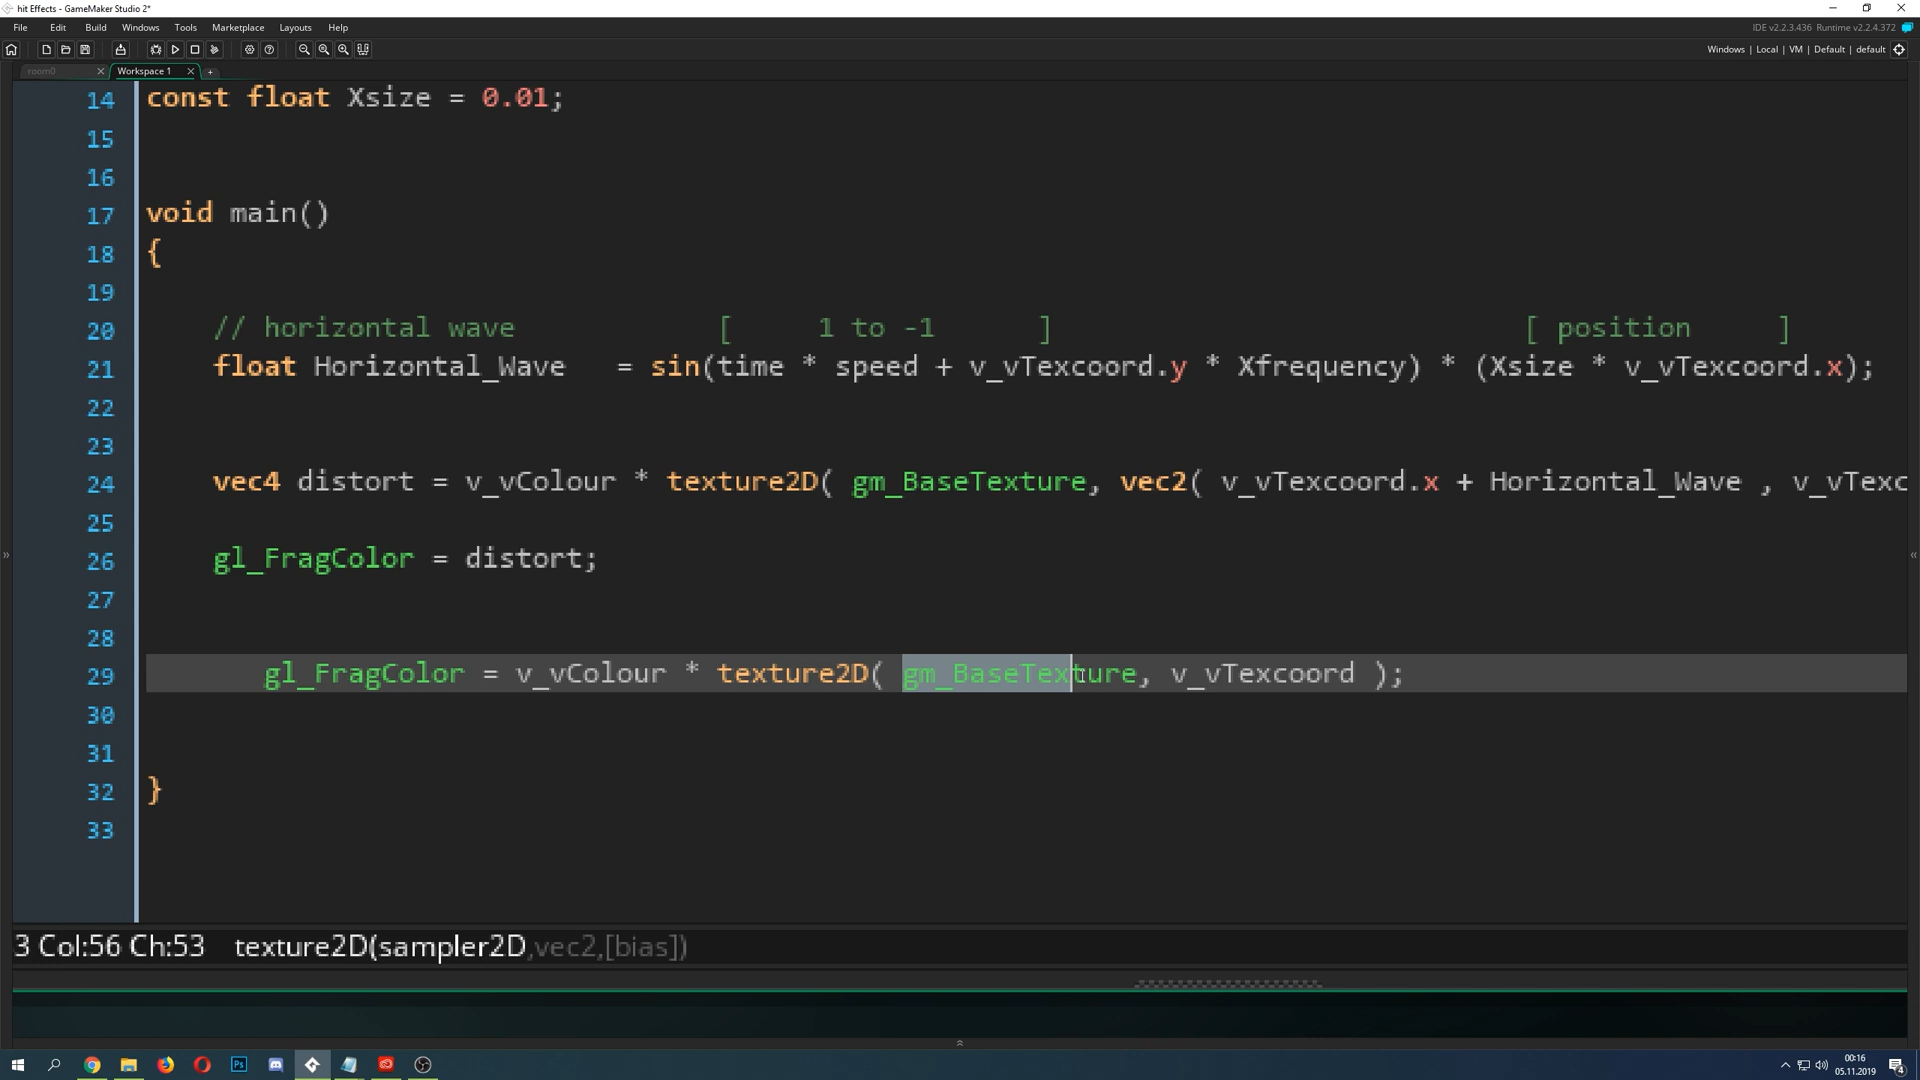 hit Effects - GameMaker Studio 2*
File Edit Build Windows Tools Marketplace Layouts Help
IDE v2.2.3.436 Runtime v2.2.4.372
Windows | Local | VM | Default | default
room0 Workspace 1
14 const float Xsize = 0.01;
15
16
17 void main()
18 {
19
20 // horizontal wave [ 1 to -1 ] [ position ]
21 float Horizontal_Wave = sin(time * speed + v_vTexcoord.y * Xfrequency) * (Xsize * v_vTexcoord.x);
22
23
24 vec4 distort = v_vColour * texture2D( gm_BaseTexture, vec2( v_vTexcoord.x + Horizontal_Wave , v_vTexc
25
26 gl_FragColor = distort;
27
28
29 gl_FragColor = v_vColour * texture2D( gm_BaseTexture, v_vTexcoord );
30
31
32 }
33
3 Col:56 Ch:53 texture2D(sampler2D,vec2,[bias])
00:16
05.11.2019
4